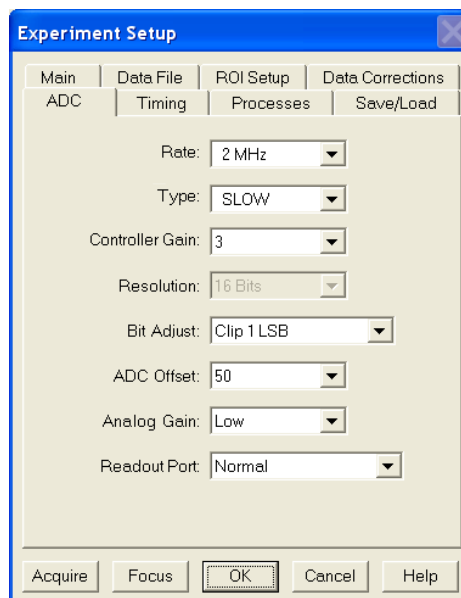 Experiment Setup
Main Data File ROI Setup Data Corrections
ADC Timing Processes Save/Load
Rate: 2 MHz
Type: SLOW
Controller Gain: 3
Resolution: 16 Bits
Bit Adjust: Clip 1 LSB
ADC Offset: 50
Analog Gain: Low
Readout Port: Normal
Acquire Focus OK Cancel Help